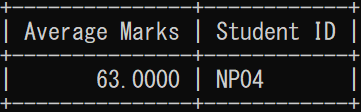 Average Marks | Student ID
63.0000 | NP04